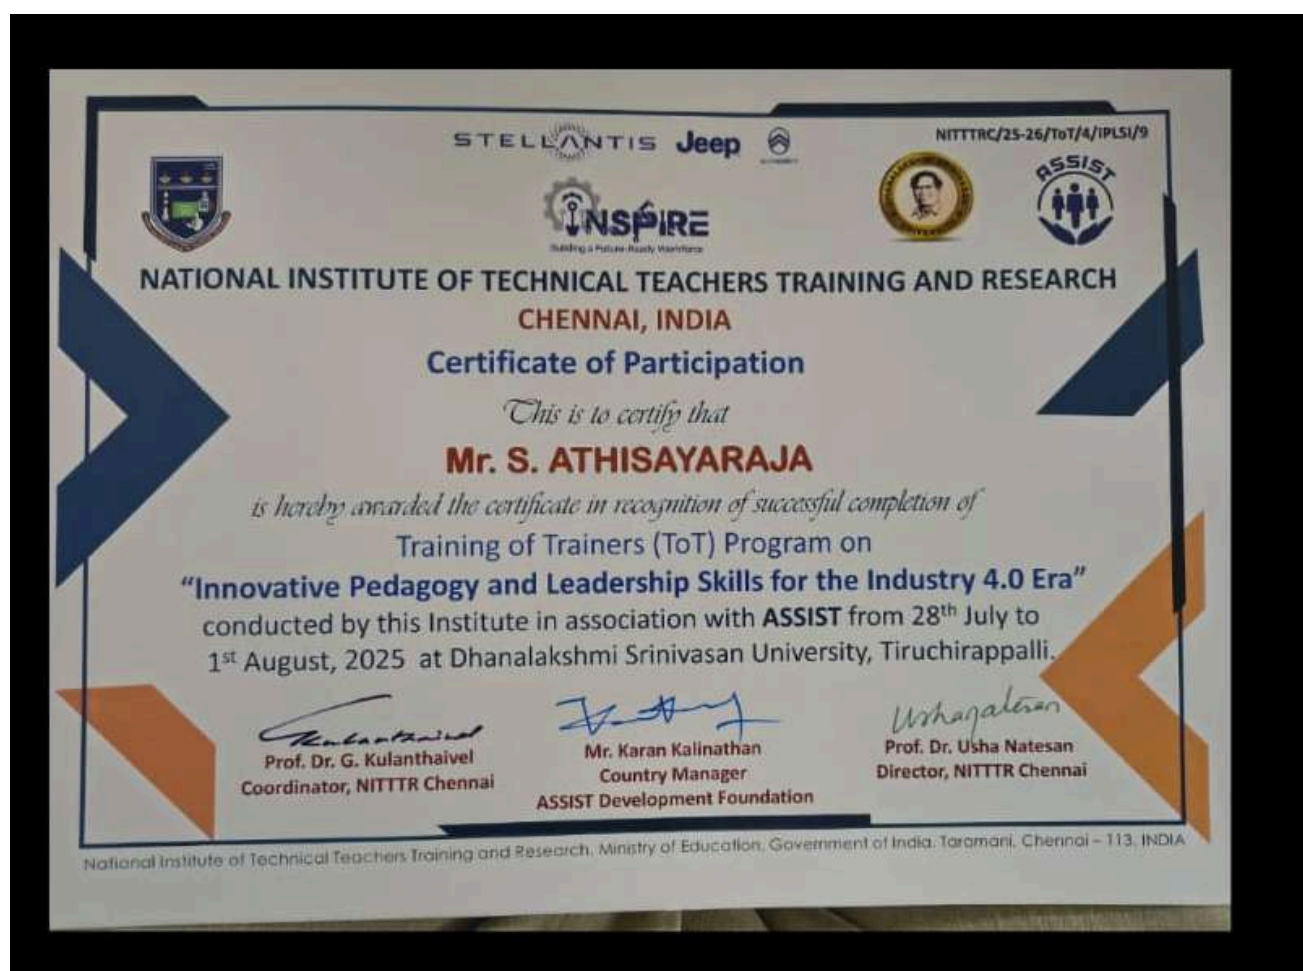 STELLANTIS Jeep
NITTTRC/25-26/ToT/4/IPLSI/9
ASSIST
INSPIRE
Building a Future-Ready Workforce
NATIONAL INSTITUTE OF TECHNICAL TEACHERS TRAINING AND RESEARCH
CHENNAI, INDIA
Certificate of Participation
This is to certify that
Mr. S. ATHISAYARAJA
is hereby awarded the certificate in recognition of successful completion of
Training of Trainers (ToT) Program on
“Innovative Pedagogy and Leadership Skills for the Industry 4.0 Era”
conducted by this Institute in association with ASSIST from 28th July to
1st August, 2025 at Dhanalakshmi Srinivasan University, Tiruchirappalli.
Kulanthaivel
Ushanatesan
Prof. Dr. G. Kulanthaivel
Coordinator, NITTTR Chennai
Mr. Karan Kalinathan
Country Manager
ASSIST Development Foundation
Prof. Dr. Usha Natesan
Director, NITTTR Chennai
National Institute of Technical Teachers Training and Research, Ministry of Education, Government of India, Taramani, Chennai – 113, INDIA